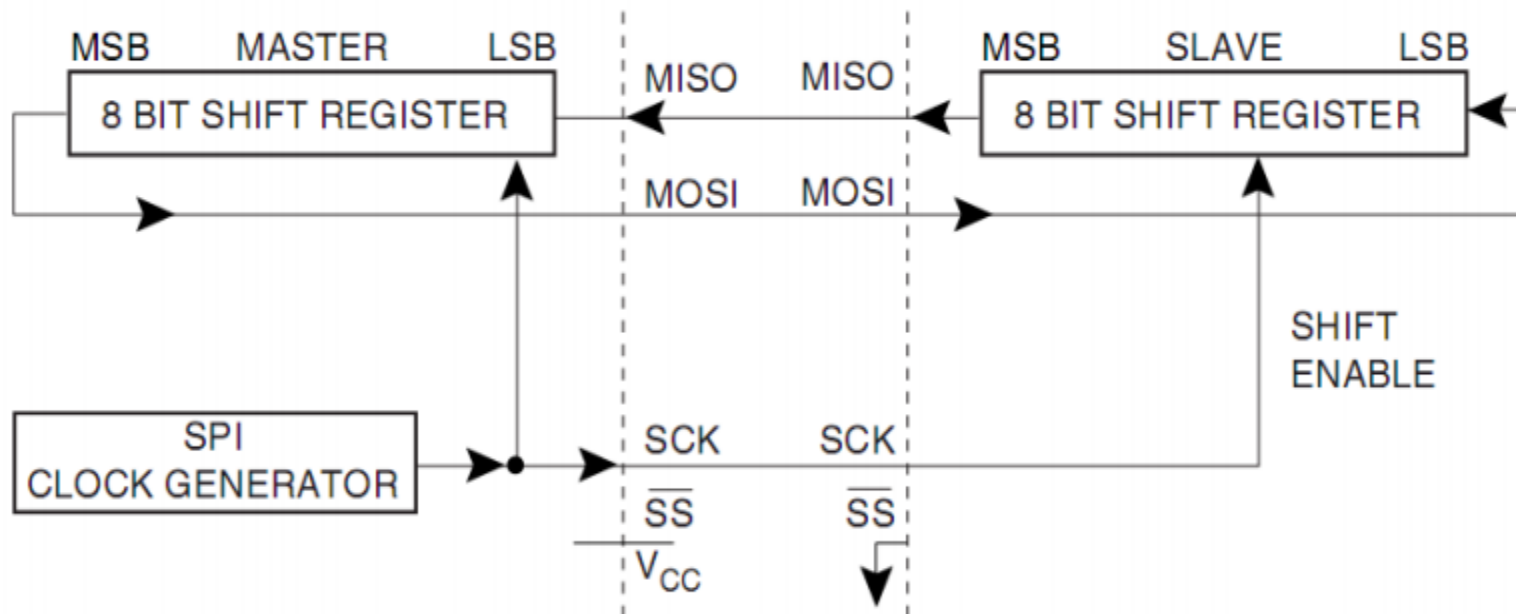 MSB MASTER LSB
8 BIT SHIFT REGISTER
MISO MISO
MSB SLAVE LSB
8 BIT SHIFT REGISTER
MOSI MOSI
SHIFT
ENABLE
SPI
CLOCK GENERATOR
SCK SCK
SS SS
VCC